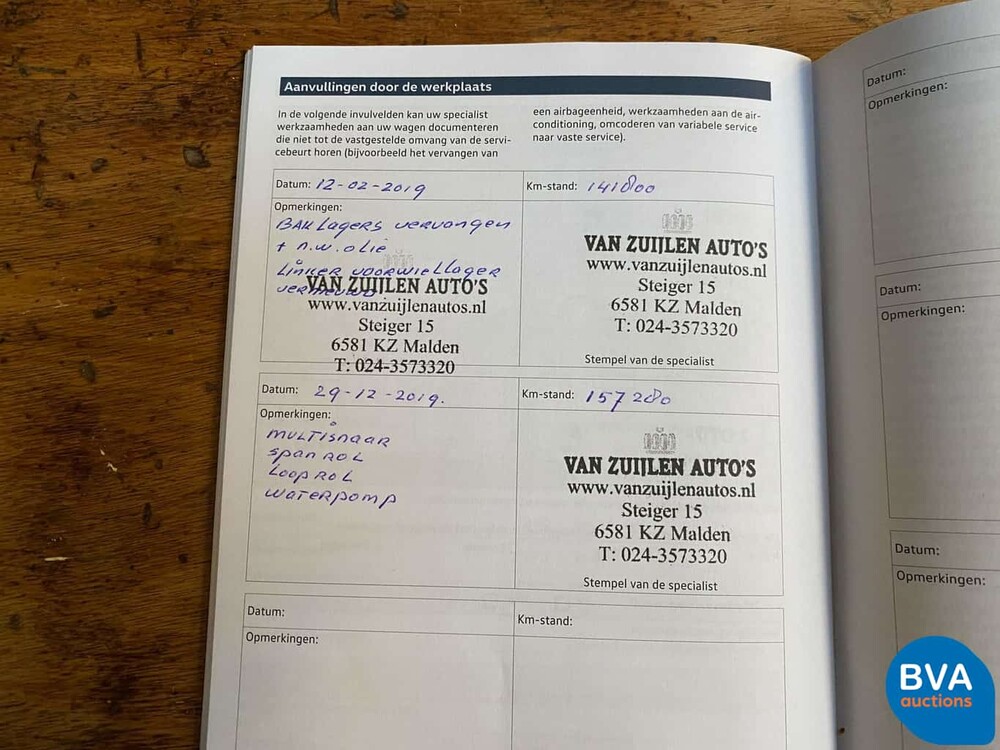 Aanvullingen door de werkplaats
In de volgende invulvelden kan uw specialist
werkzaamheden aan uw wagen documenteren
die niet tot de vastgestelde omvang van de servi-
cebeurt horen (bijvoorbeeld het vervangen van
een airbageenheid, werkzaamheden aan de air-
conditioning, omcoderen van variabele service
naar vaste service).
Datum: 12-02-2019
Km-stand: 141800
Opmerkingen:
BAK Lagers vervangen
+ n.w. olie
Linker voorwiellager
vernieuwd
VAN ZUIJLEN AUTO'S
www.vanzuijlenautos.nl
Steiger 15
6581 KZ Malden
T: 024-3573320
VAN ZUIJLEN AUTO'S
www.vanzuijlenautos.nl
Steiger 15
6581 KZ Malden
T: 024-3573320
Stempel van de specialist
Datum: 29-12-2019.
Km-stand: 157280
Opmerkingen:
multisnaar
spanrol
Looprol
waterpomp
VAN ZUIJLEN AUTO'S
www.vanzuijlenautos.nl
Steiger 15
6581 KZ Malden
T: 024-3573320
Stempel van de specialist
Datum:
Km-stand:
Opmerkingen:
Datum:
Opmerkingen:
Datum:
Opmerkingen:
Datum:
Opmerkingen:
BVA
auctions